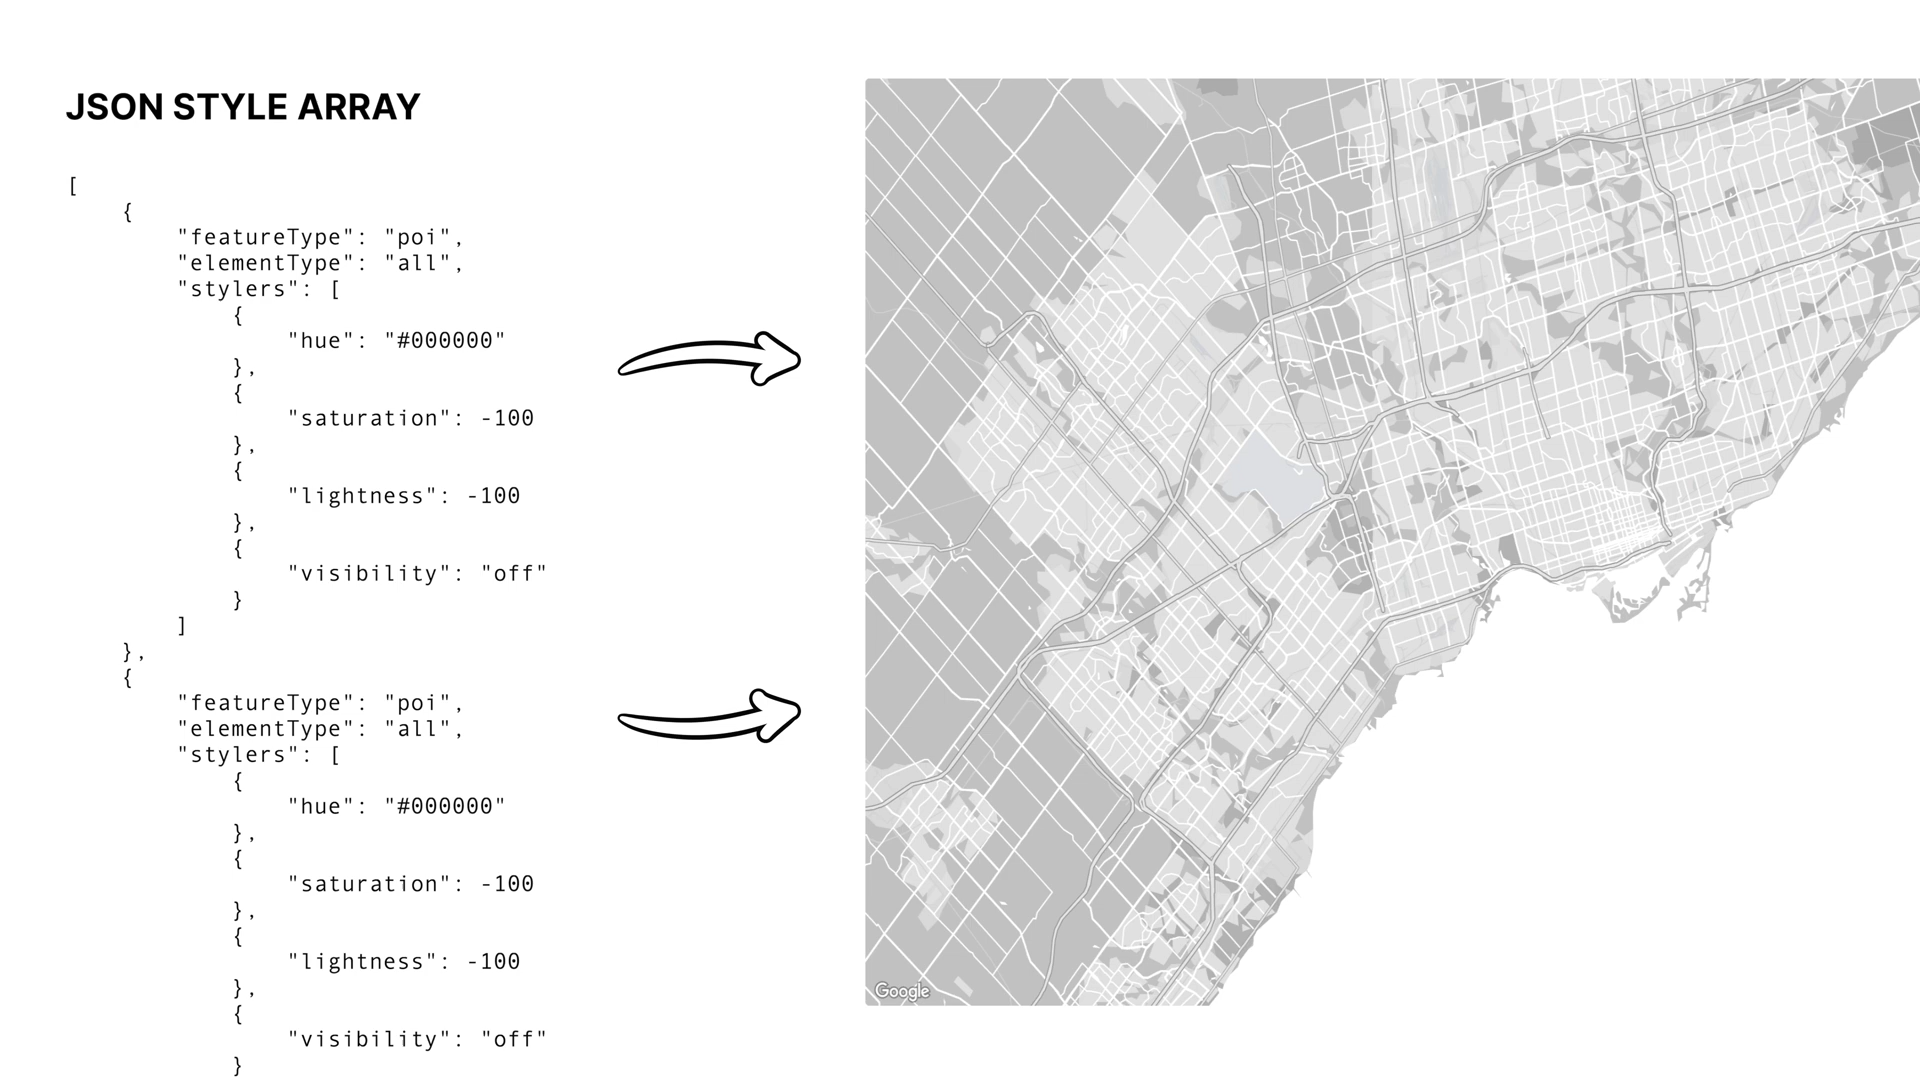 JSON STYLE ARRAY
[
{
"featureType": "poi",
"elementType": "all",
"stylers": [
{
"hue": "#000000"
},
{
"saturation": -100
},
{
"lightness": -100
},
{
"visibility": "off"
}
]
},
{
"featureType": "poi",
"elementType": "all",
"stylers": [
{
"hue": "#000000"
},
{
"saturation": -100
},
{
"lightness": -100
},
{
"visibility": "off"
}
Google